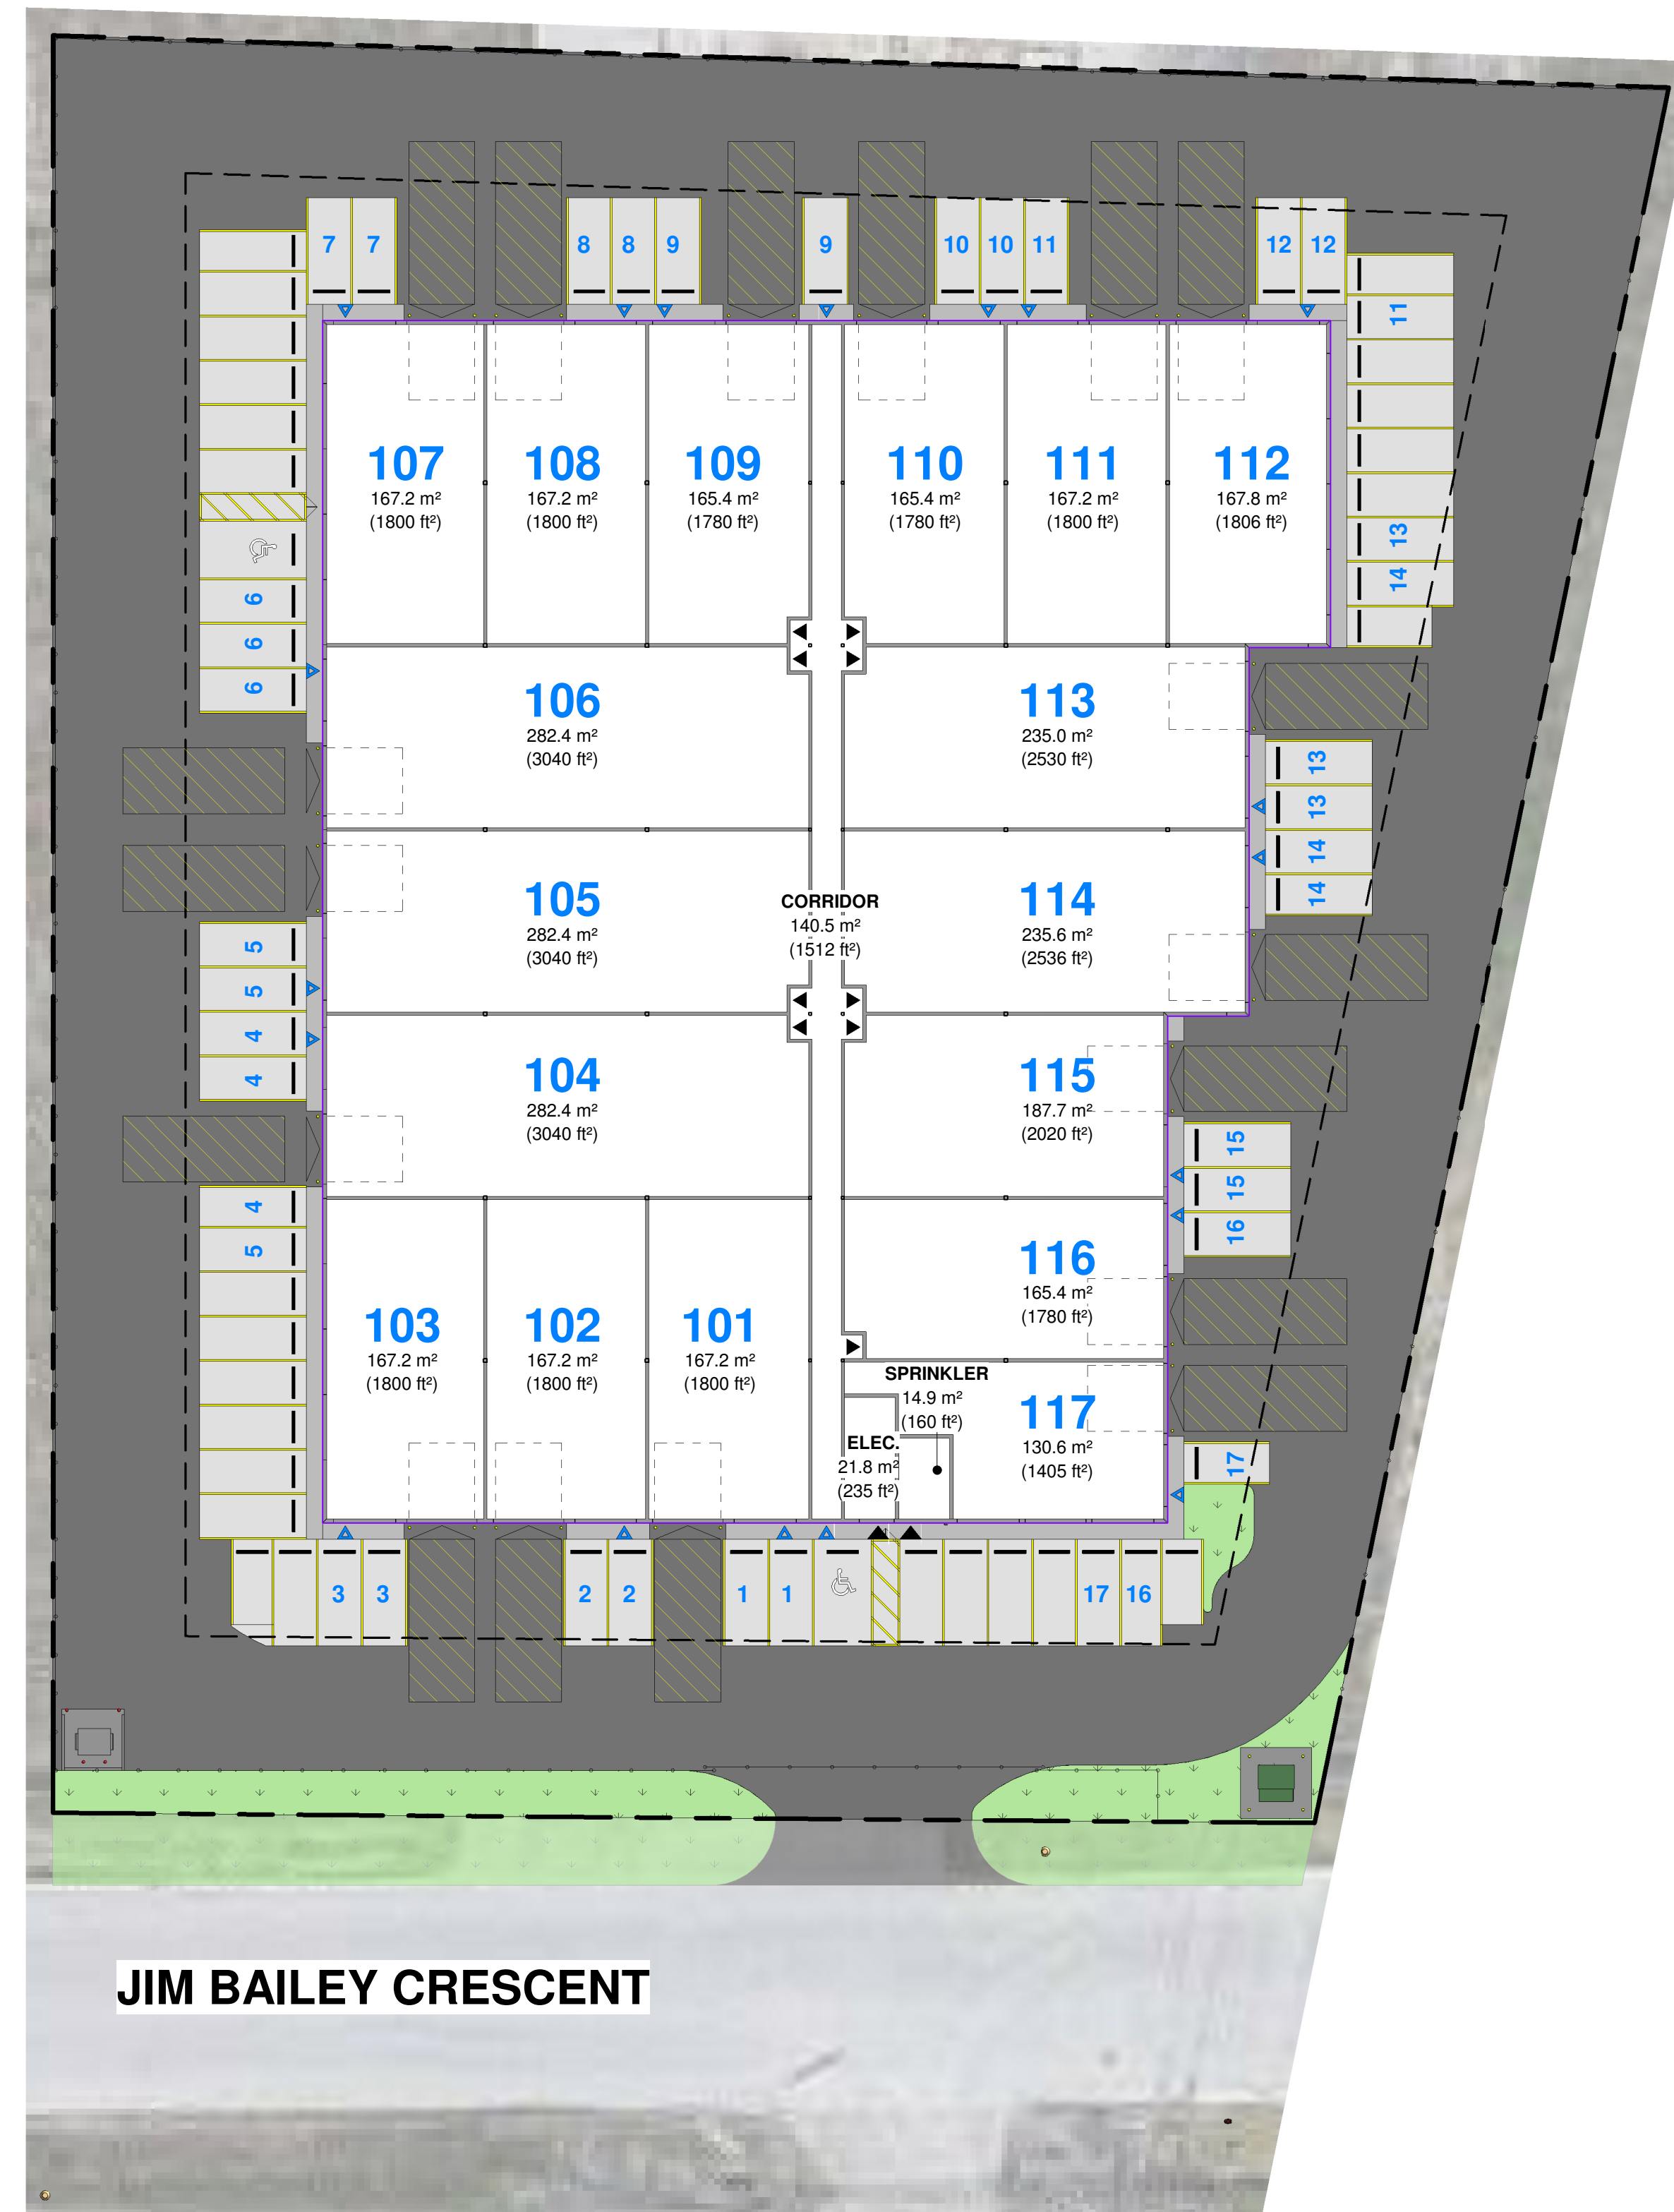 7 7 8 8 9 9 10 10 11 12 12
11
107
167.2 m²
(1800 ft²)
108
167.2 m²
(1800 ft²)
109
165.4 m²
(1780 ft²)
110
165.4 m²
(1780 ft²)
111
167.2 m²
(1800 ft²)
112
167.8 m²
(1806 ft²)
13
14
6
6
6
106
282.4 m²
(3040 ft²)
113
235.0 m²
(2530 ft²)
13
13
14
14
105
282.4 m²
(3040 ft²)
CORRIDOR
140.5 m²
(1512 ft²)
114
235.6 m²
(2536 ft²)
5
5
4
4
104
282.4 m²
(3040 ft²)
115
187.7 m²
(2020 ft²)
15
15
16
4
5
116
165.4 m²
(1780 ft²)
103
167.2 m²
(1800 ft²)
102
167.2 m²
(1800 ft²)
101
167.2 m²
(1800 ft²)
SPRINKLER
14.9 m²
(160 ft²)
ELEC.
21.8 m²
(235 ft²)
117
130.6 m²
(1405 ft²)
17
3 3 2 2 1 1 17 16
JIM BAILEY CRESCENT